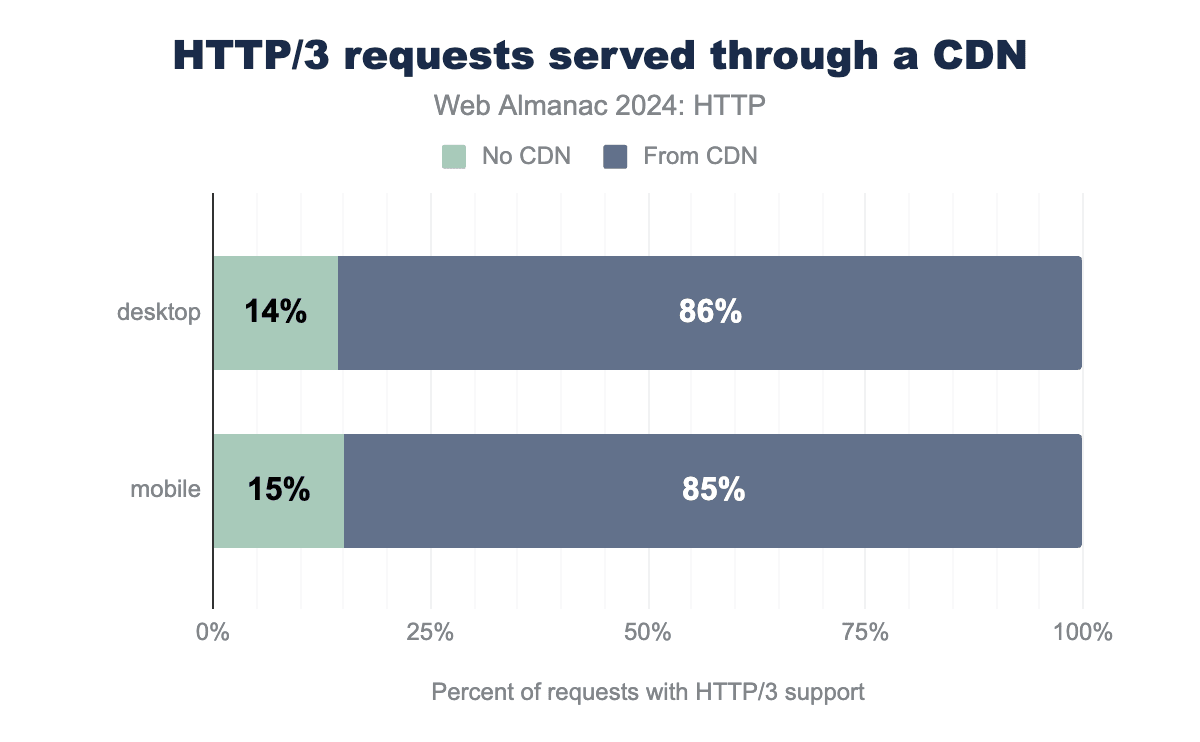 HTTP/3 requests served through a CDN
Web Almanac 2024: HTTP
No CDN From CDN
desktop 14% 86%
mobile 15% 85%
0% 25% 50% 75% 100%
Percent of requests with HTTP/3 support